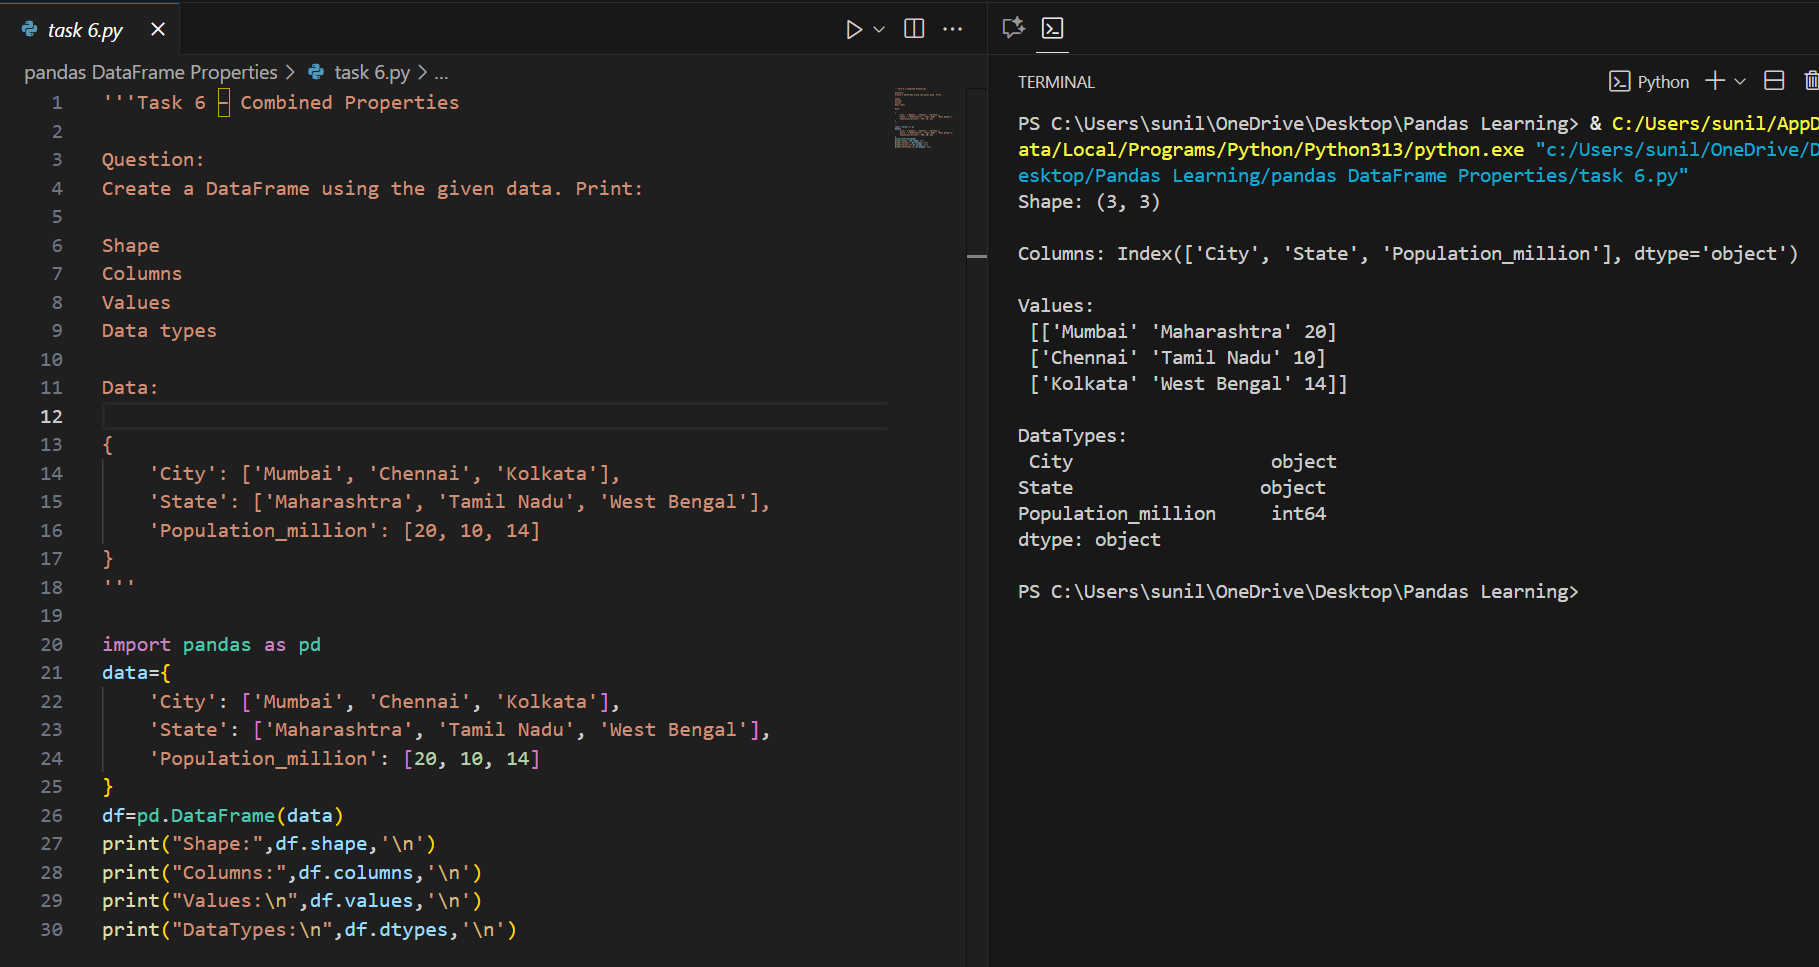 task 6.py
pandas DataFrame Properties > task 6.py > ...
1 '''Task 6 – Combined Properties
2
3 Question:
4 Create a DataFrame using the given data. Print:
5
6 Shape
7 Columns
8 Values
9 Data types
10
11 Data:
12
13 {
14     'City': ['Mumbai', 'Chennai', 'Kolkata'],
15     'State': ['Maharashtra', 'Tamil Nadu', 'West Bengal'],
16     'Population_million': [20, 10, 14]
17 }
18 '''
19
20 import pandas as pd
21 data={
22     'City': ['Mumbai', 'Chennai', 'Kolkata'],
23     'State': ['Maharashtra', 'Tamil Nadu', 'West Bengal'],
24     'Population_million': [20, 10, 14]
25 }
26 df=pd.DataFrame(data)
27 print("Shape:",df.shape,'\n')
28 print("Columns:",df.columns,'\n')
29 print("Values:\n",df.values,'\n')
30 print("DataTypes:\n",df.dtypes,'\n')
TERMINAL
Python
PS C:\Users\sunil\OneDrive\Desktop\Pandas Learning> & C:/Users/sunil/AppD
ata/Local/Programs/Python/Python313/python.exe "c:/Users/sunil/OneDrive/D
esktop/Pandas Learning/pandas DataFrame Properties/task 6.py"
Shape: (3, 3)
Columns: Index(['City', 'State', 'Population_million'], dtype='object')
Values:
 [['Mumbai' 'Maharashtra' 20]
 ['Chennai' 'Tamil Nadu' 10]
 ['Kolkata' 'West Bengal' 14]]
DataTypes:
 City                  object
State                 object
Population_million     int64
dtype: object
PS C:\Users\sunil\OneDrive\Desktop\Pandas Learning>